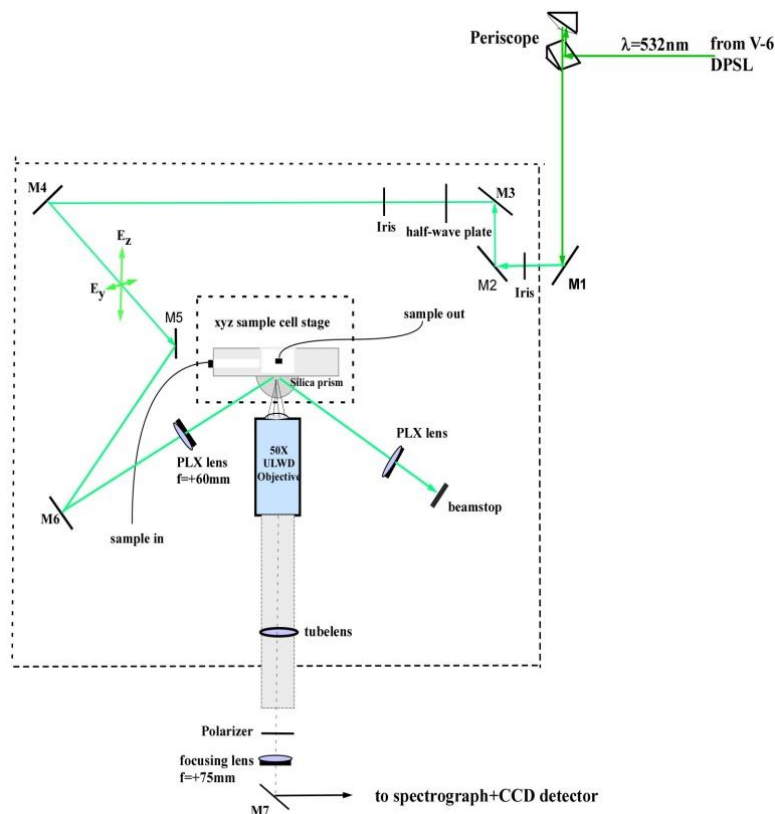 Periscope
λ=532nm
from V-6
DPSL
M4
M3
Iris
half-wave plate
M2
Iris
M1
Ez
Ey
M5
xyz sample cell stage
sample out
Silica prism
PLX lens
f=+60mm
50X
ULWD
Objective
PLX lens
beamstop
M6
sample in
tubelens
Polarizer
focusing lens
f=+75mm
M7
to spectrograph+CCD detector